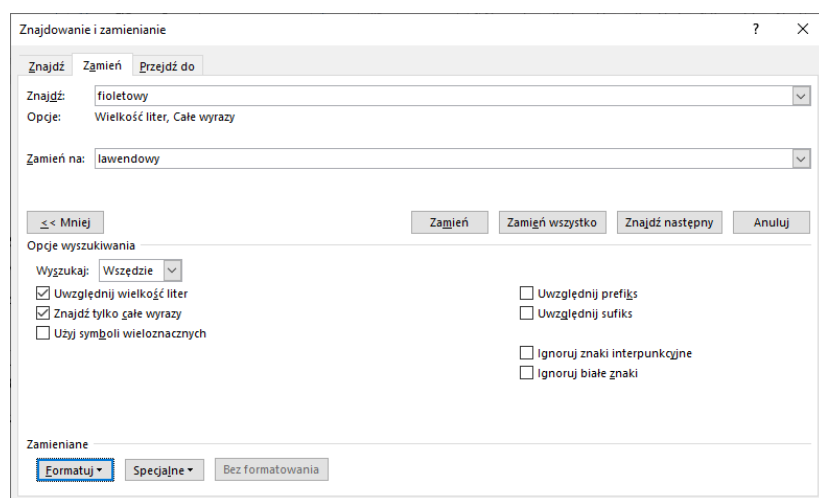 Znajdowanie i zamienianie ?
Znajdź Zamień Przejdź do
Znajdź: fioletowy
Opcje: Wielkość liter, Całe wyrazy
Zamień na: lawendowy
<< Mniej Zamień Zamień wszystko Znajdź następny Anuluj
Opcje wyszukiwania
Wyszukaj: Wszędzie
Uwzględnij wielkość liter Uwzględnij prefiks
Znajdź tylko całe wyrazy Uwzględnij sufiks
Użyj symboli wieloznacznych
Ignoruj znaki interpunkcyjne
Ignoruj białe znaki
Zamieniane
Formatuj Specjalne Bez formatowania